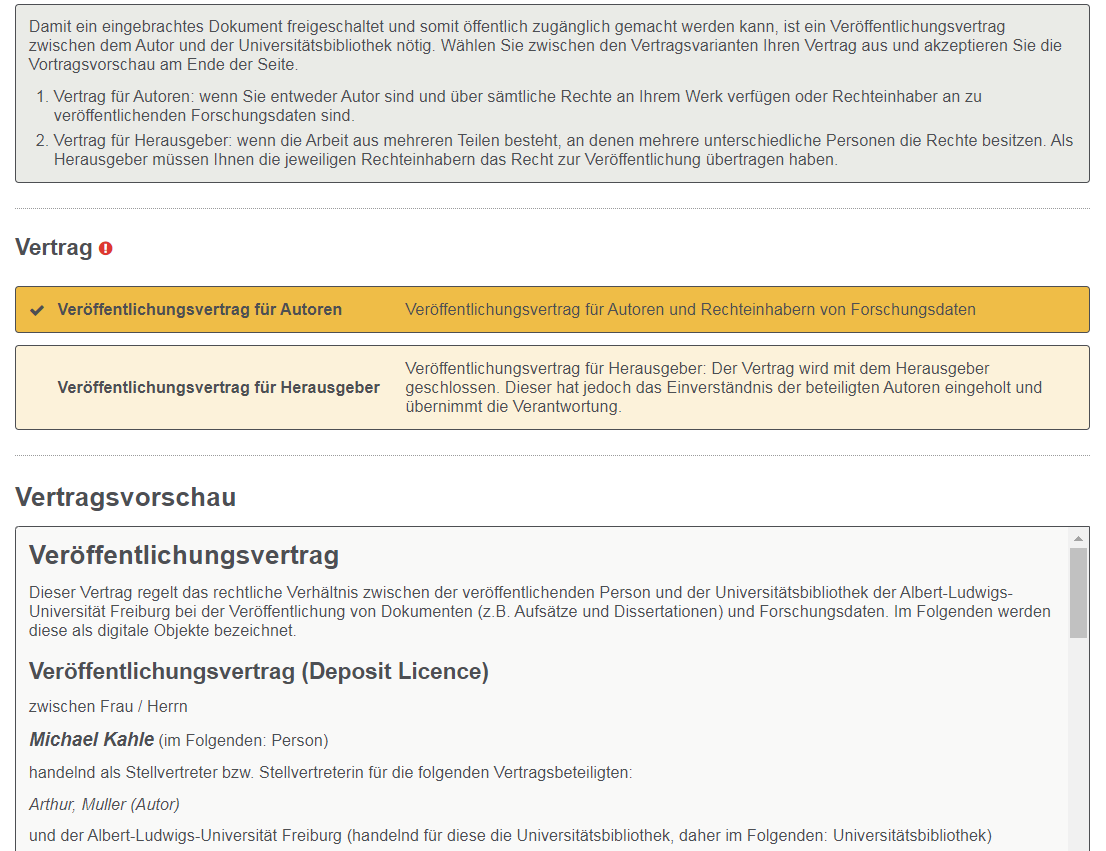 Damit ein eingebrachtes Dokument freigeschaltet und somit öffentlich zugänglich gemacht werden kann, ist ein Veröffentlichungsvertrag
zwischen dem Autor und der Universitätsbibliothek nötig. Wählen Sie zwischen den Vertragsvarianten Ihren Vertrag aus und akzeptieren Sie die
Vortragsvorschau am Ende der Seite.
1. Vertrag für Autoren: wenn Sie entweder Autor sind und über sämtliche Rechte an Ihrem Werk verfügen oder Rechteinhaber an zu
veröffentlichenden Forschungsdaten sind.
2. Vertrag für Herausgeber: wenn die Arbeit aus mehreren Teilen besteht, an denen mehrere unterschiedliche Personen die Rechte besitzen. Als
Herausgeber müssen Ihnen die jeweiligen Rechteinhabern das Recht zur Veröffentlichung übertragen haben.
Vertrag
Veröffentlichungsvertrag für Autoren
Veröffentlichungsvertrag für Autoren und Rechteinhabern von Forschungsdaten
Veröffentlichungsvertrag für Herausgeber
Veröffentlichungsvertrag für Herausgeber: Der Vertrag wird mit dem Herausgeber
geschlossen. Dieser hat jedoch das Einverständnis der beteiligten Autoren eingeholt und
übernimmt die Verantwortung.
Vertragsvorschau
Veröffentlichungsvertrag
Dieser Vertrag regelt das rechtliche Verhältnis zwischen der veröffentlichenden Person und der Universitätsbibliothek der Albert-Ludwigs-
Universität Freiburg bei der Veröffentlichung von Dokumenten (z.B. Aufsätze und Dissertationen) und Forschungsdaten. Im Folgenden werden
diese als digitale Objekte bezeichnet.
Veröffentlichungsvertrag (Deposit Licence)
zwischen Frau / Herrn
Michael Kahle (im Folgenden: Person)
handelnd als Stellvertreter bzw. Stellvertreterin für die folgenden Vertragsbeteiligten:
Arthur, Muller (Autor)
und der Albert-Ludwigs-Universität Freiburg (handelnd für diese die Universitätsbibliothek, daher im Folgenden: Universitätsbibliothek)